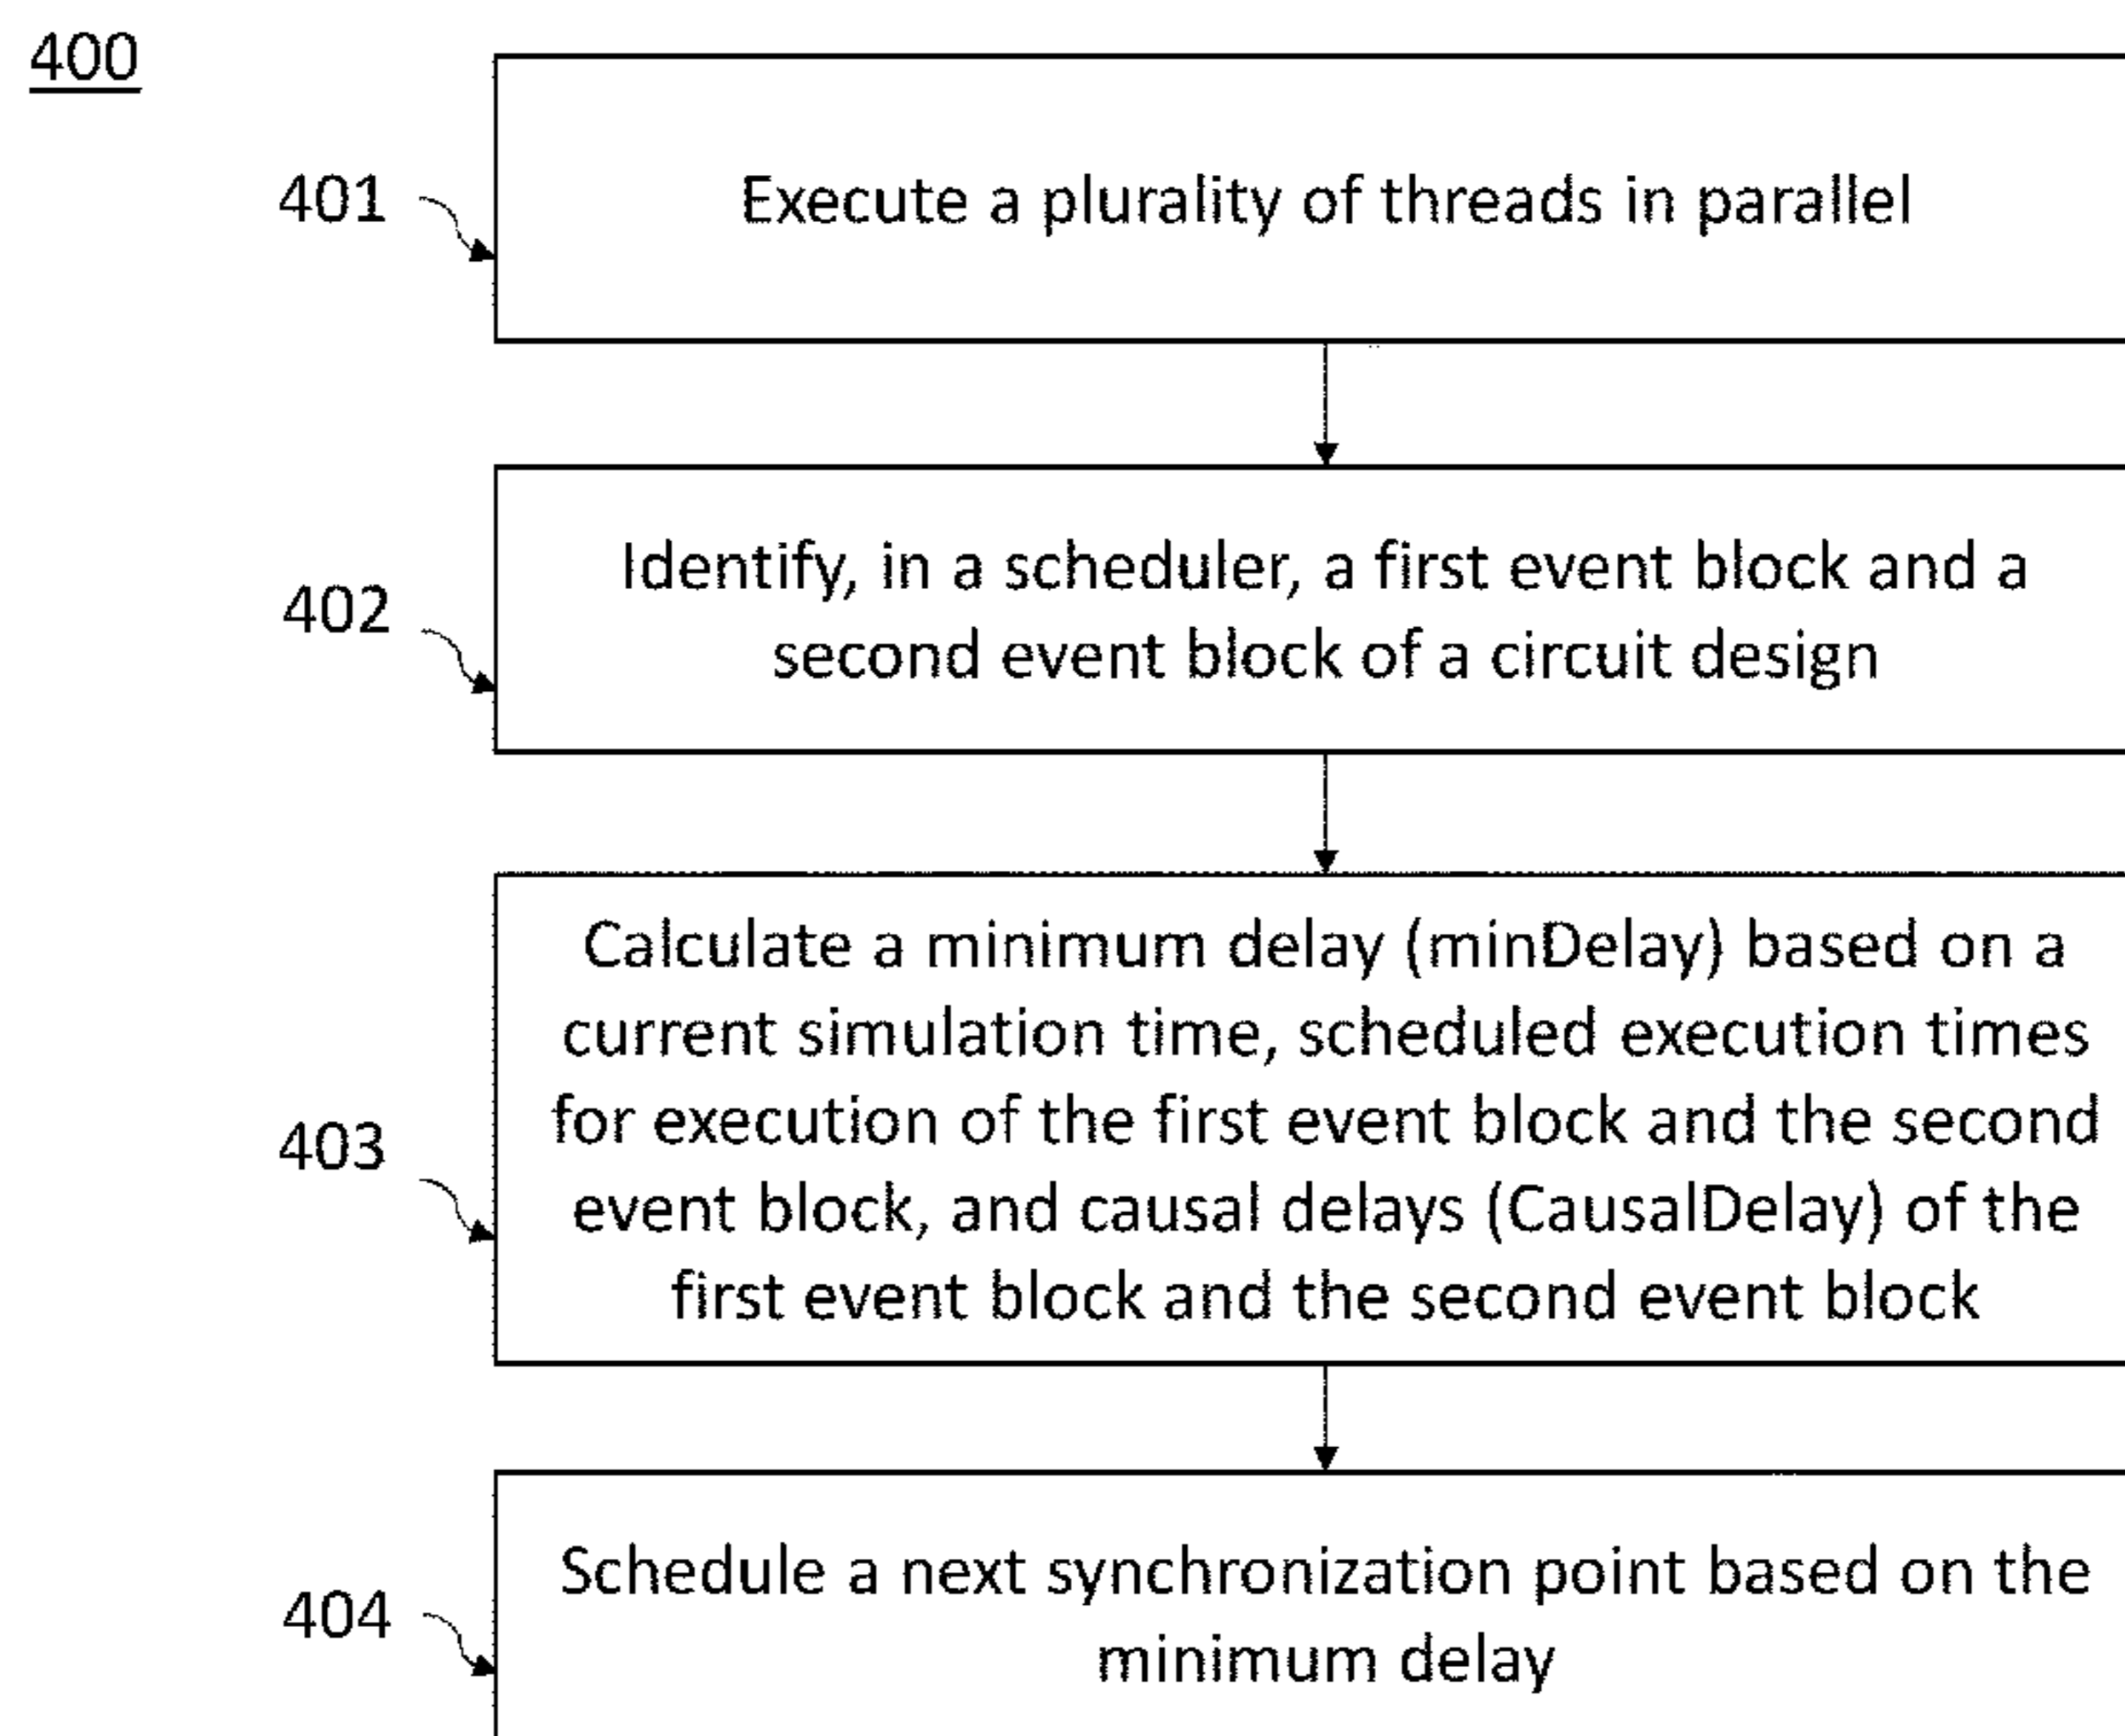 400
401
Execute a plurality of threads in parallel
402
Identify, in a scheduler, a first event block and a
second event block of a circuit design
403
Calculate a minimum delay (minDelay) based on a
current simulation time, scheduled execution times
for execution of the first event block and the second
event block, and causal delays (CausalDelay) of the
first event block and the second event block
404
Schedule a next synchronization point based on the
minimum delay